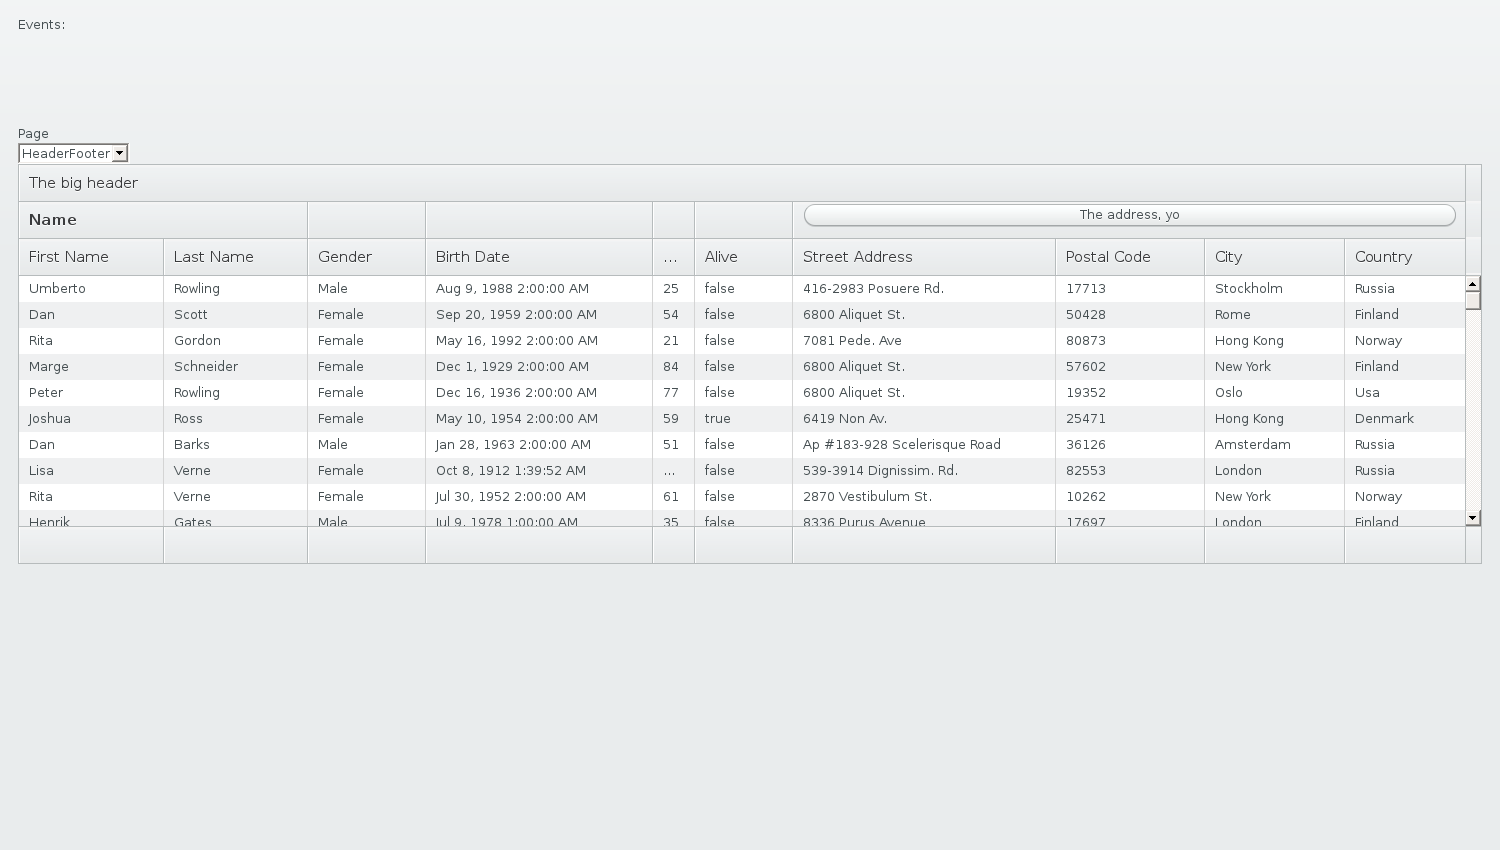 Events:
Page
HeaderFooter
The big header
Name The address, yo
First Name Last Name Gender Birth Date ... Alive Street Address Postal Code City Country
Umberto Rowling Male Aug 9, 1988 2:00:00 AM 25 false 416-2983 Posuere Rd. 17713 Stockholm Russia
Dan Scott Female Sep 20, 1959 2:00:00 AM 54 false 6800 Aliquet St. 50428 Rome Finland
Rita Gordon Female May 16, 1992 2:00:00 AM 21 false 7081 Pede. Ave 80873 Hong Kong Norway
Marge Schneider Female Dec 1, 1929 2:00:00 AM 84 false 6800 Aliquet St. 57602 New York Finland
Peter Rowling Female Dec 16, 1936 2:00:00 AM 77 false 6800 Aliquet St. 19352 Oslo Usa
Joshua Ross Female May 10, 1954 2:00:00 AM 59 true 6419 Non Av. 25471 Hong Kong Denmark
Dan Barks Male Jan 28, 1963 2:00:00 AM 51 false Ap #183-928 Scelerisque Road 36126 Amsterdam Russia
Lisa Verne Female Oct 8, 1912 1:39:52 AM ... false 539-3914 Dignissim. Rd. 82553 London Russia
Rita Verne Female Jul 30, 1952 2:00:00 AM 61 false 2870 Vestibulum St. 10262 New York Norway
Henrik Gates Male Jul 9, 1978 1:00:00 AM 35 false 8336 Purus Avenue 17697 London Finland